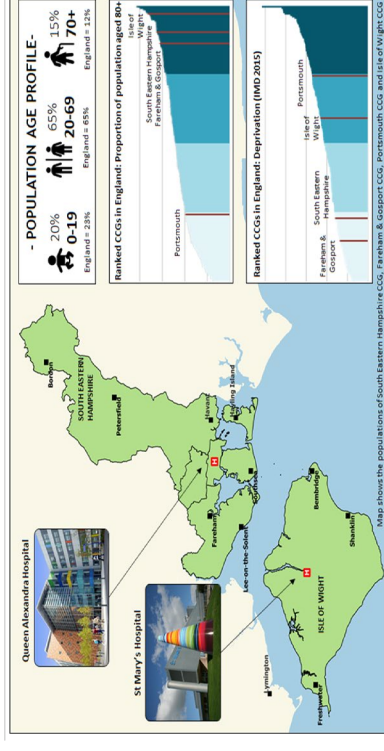 Queen Alexandra Hospital
St Mary's Hospital
Bordon
SOUTH EASTERN
HAMPSHIRE
Petersfield
Havant
Hayling Island
Fareham
Lee-on-the-Solent
Southsea
H
Lymington
H
ISLE OF WIGHT
Freshwater
Bembridge
Shanklin
- POPULATION AGE PROFILE-
20%
0-19
England = 23%
65%
20-69
England = 65%
15%
70+
England = 12%
Ranked CCGs in England: Proportion of population aged 80+
Portsmouth
Isle of
Wight
South Eastern Hampshire
Fareham & Gosport
Ranked CCGs in England: Deprivation (IMD 2015)
Fareham &
Gosport
South Eastern
Hampshire
Isle of
Wight
Portsmouth
Map shows the populations of South Eastern Hampshire CCG, Fareham & Gosport CCG, Portsmouth CCG and Isle of Wight CCG